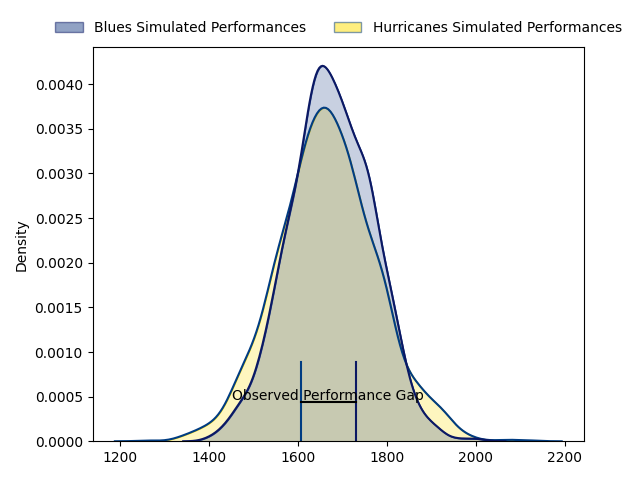 Blues Simulated Performances
Hurricanes Simulated Performances
Density
0.0040
0.0035
0.0030
0.0025
0.0020
0.0015
0.0010
0.0005
0.0000
Observed Performance Gap
1200 1400 1600 1800 2000 2200